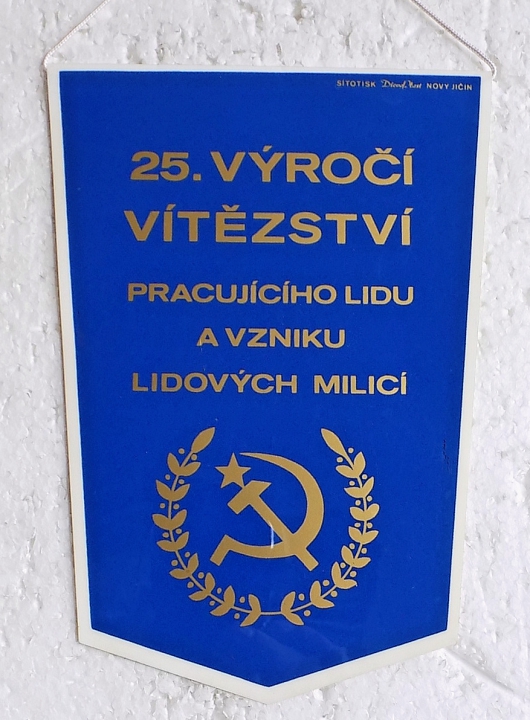 SÍTOTISK NOVÝ JIČÍN
25. VÝROČÍ
VÍTĚZSTVÍ
PRACUJÍCÍHO LIDU
A VZNIKU
LIDOVÝCH MILICÍ